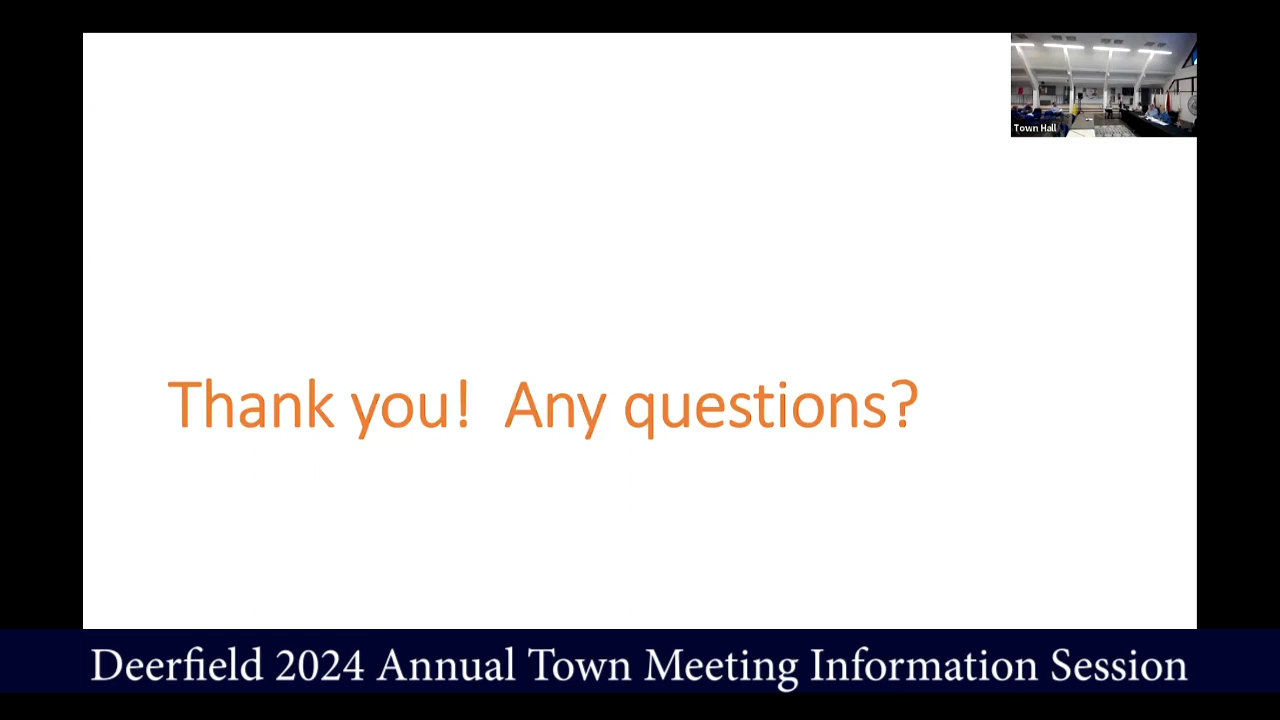 Town Hall
Thank you!  Any questions?
Deerfield 2024 Annual Town Meeting Information Session